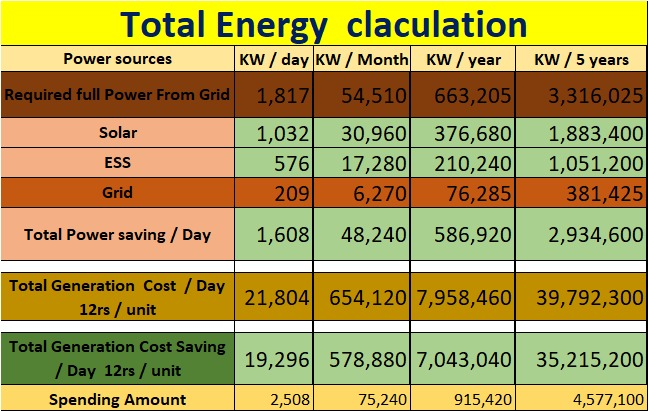 Total Energy claculation
Power sources KW / day KW / Month KW / year KW / 5 years
Required full Power From Grid 1,817 54,510 663,205 3,316,025
Solar 1,032 30,960 376,680 1,883,400
ESS 576 17,280 210,240 1,051,200
Grid 209 6,270 76,285 381,425
Total Power saving / Day 1,608 48,240 586,920 2,934,600
Total Generation Cost / Day
12rs / unit 21,804 654,120 7,958,460 39,792,300
Total Generation Cost Saving
/ Day 12rs / unit 19,296 578,880 7,043,040 35,215,200
Spending Amount 2,508 75,240 915,420 4,577,100